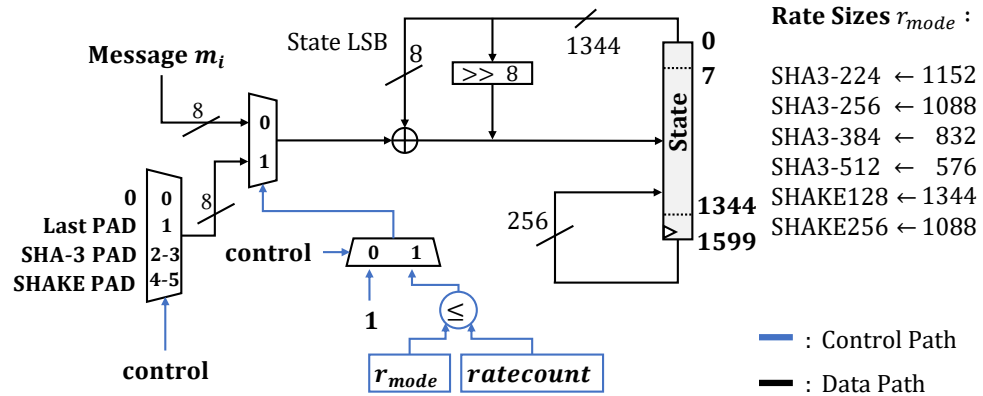 Rate Sizes r_mode :
SHA3-224 ← 1152
SHA3-256 ← 1088
SHA3-384 ← 832
SHA3-512 ← 576
SHAKE128 ← 1344
SHAKE256 ← 1088
State LSB
8
>> 8
1344
0
7
State
1344
1599
256
Message m_i
8
0
1
8
0
Last PAD
SHA-3 PAD
SHAKE PAD
0
1
2-3
4-5
control
control
0 1
1
≤
r_mode
ratecount
: Control Path
: Data Path